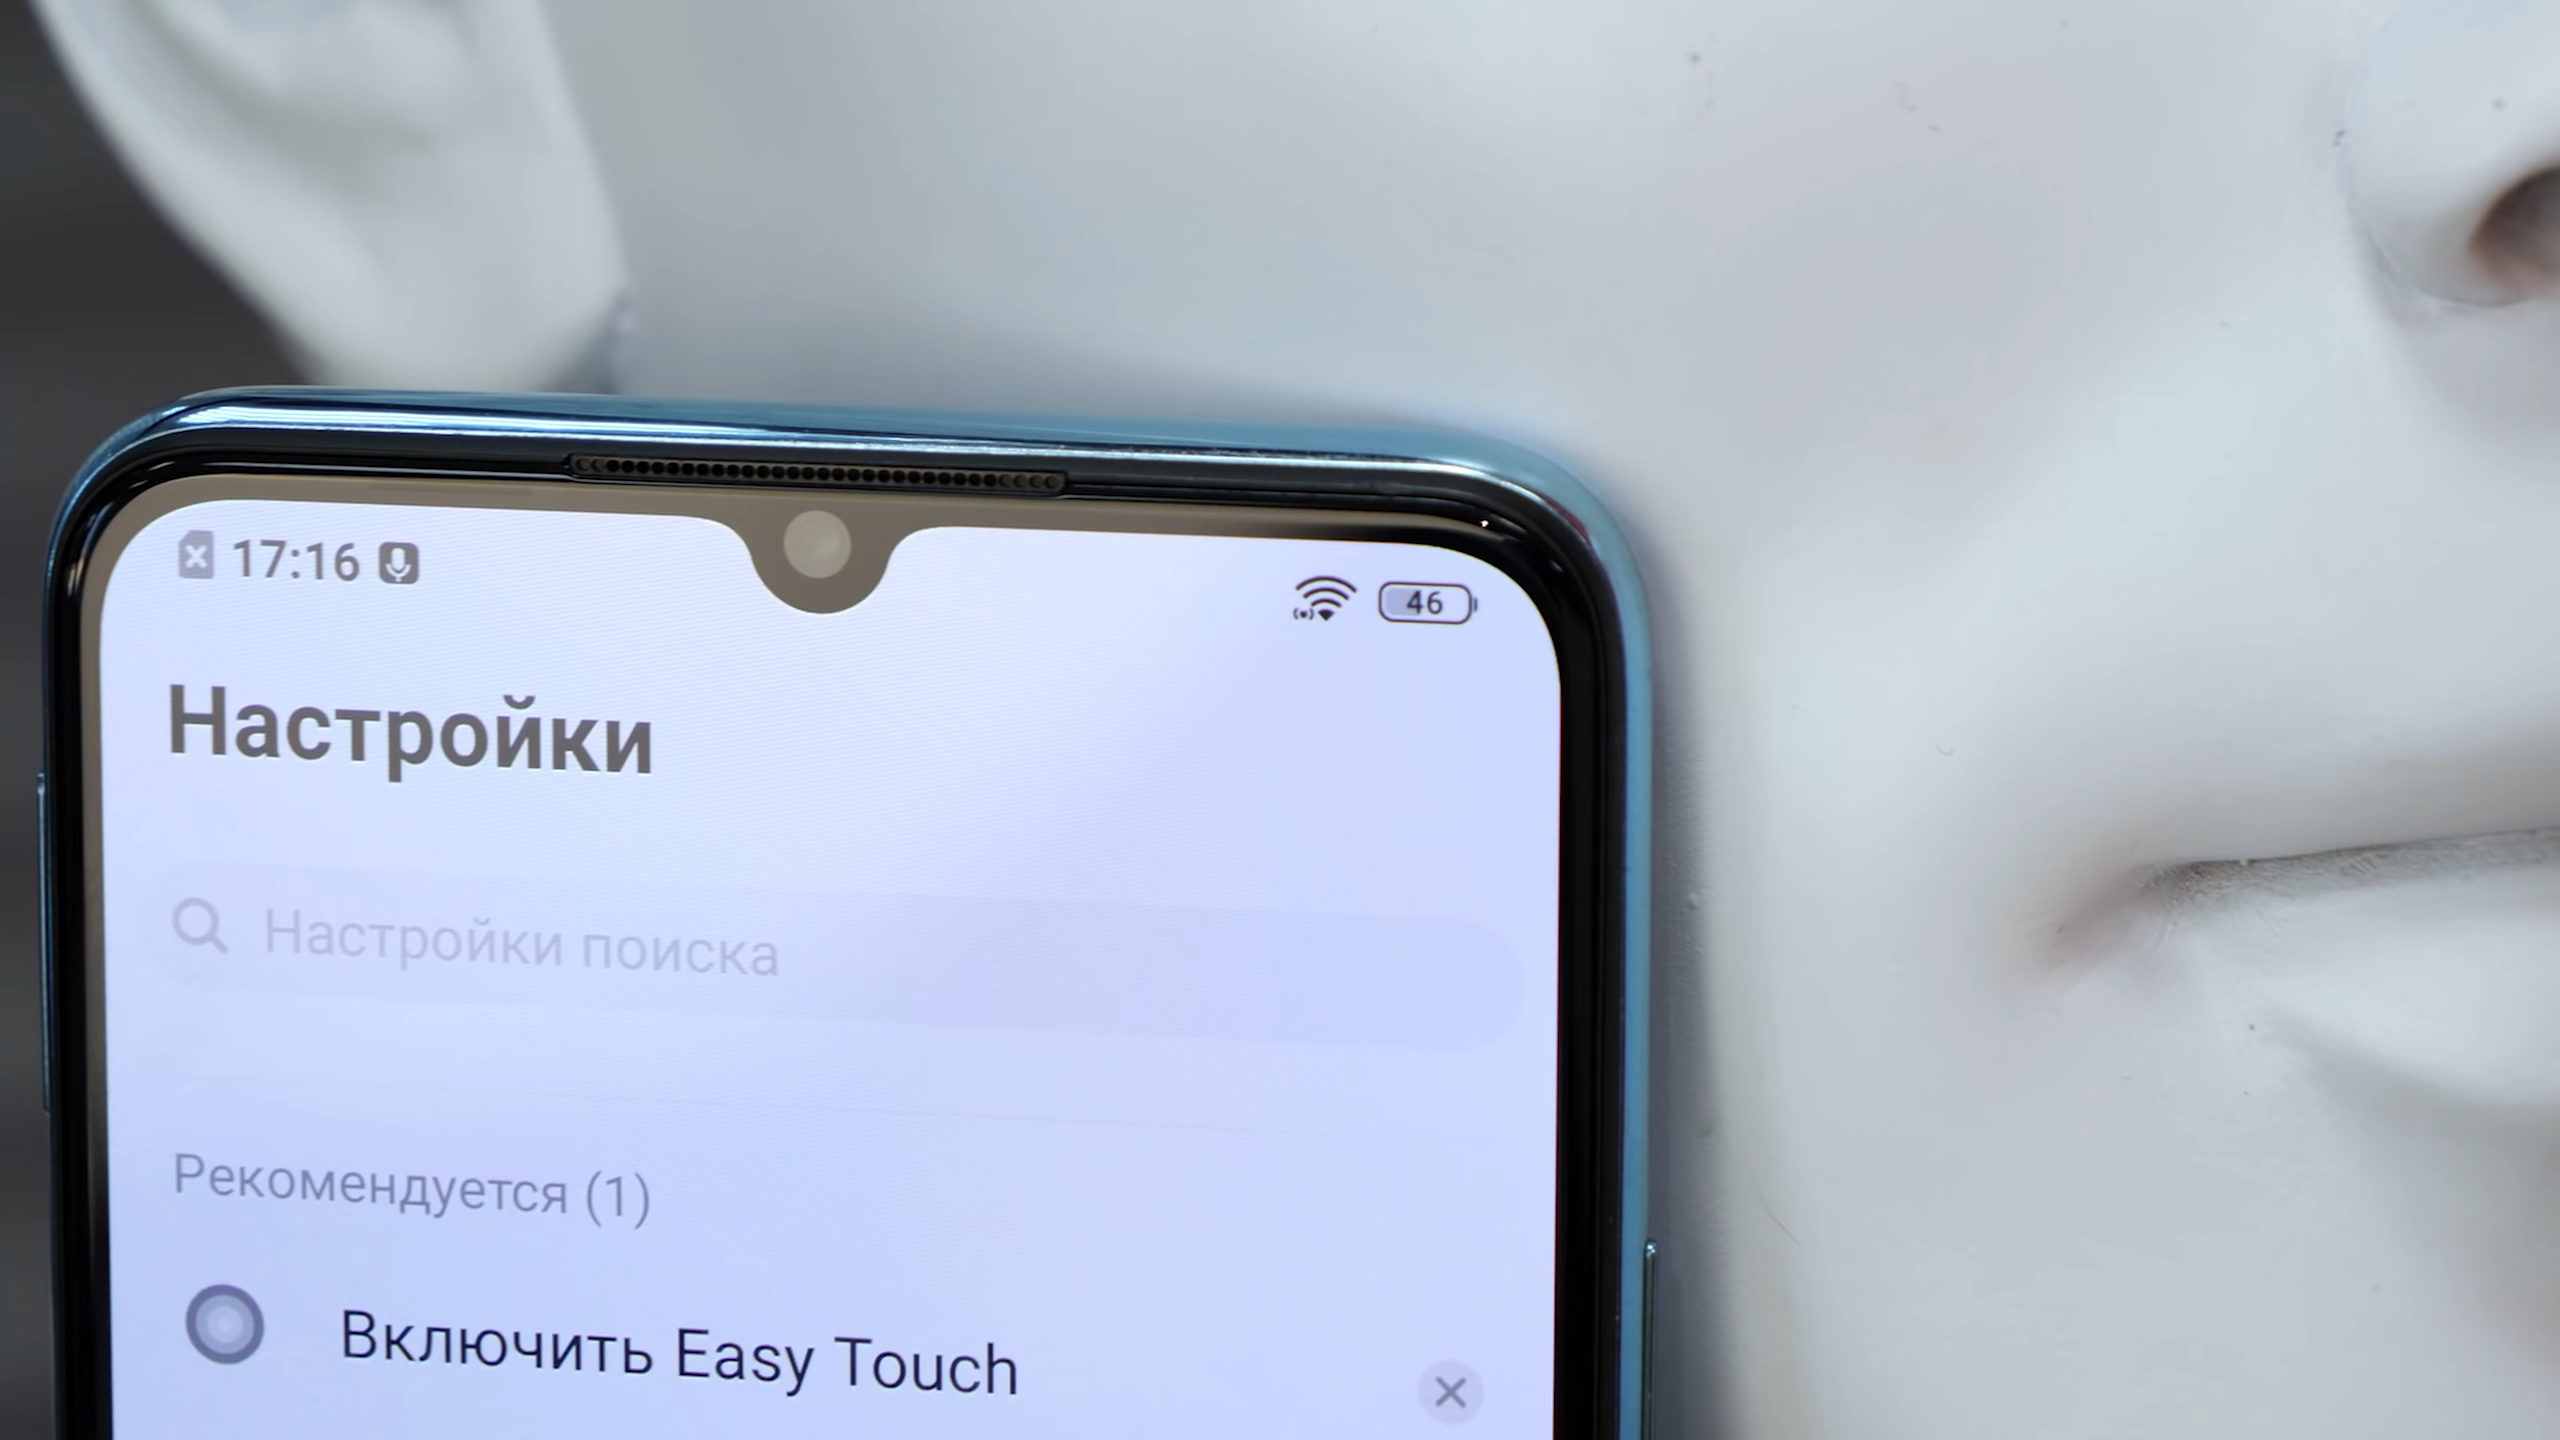 17:16
46
Настройки
Настройки поиска
Рекомендуется (1)
Включить Easy Touch